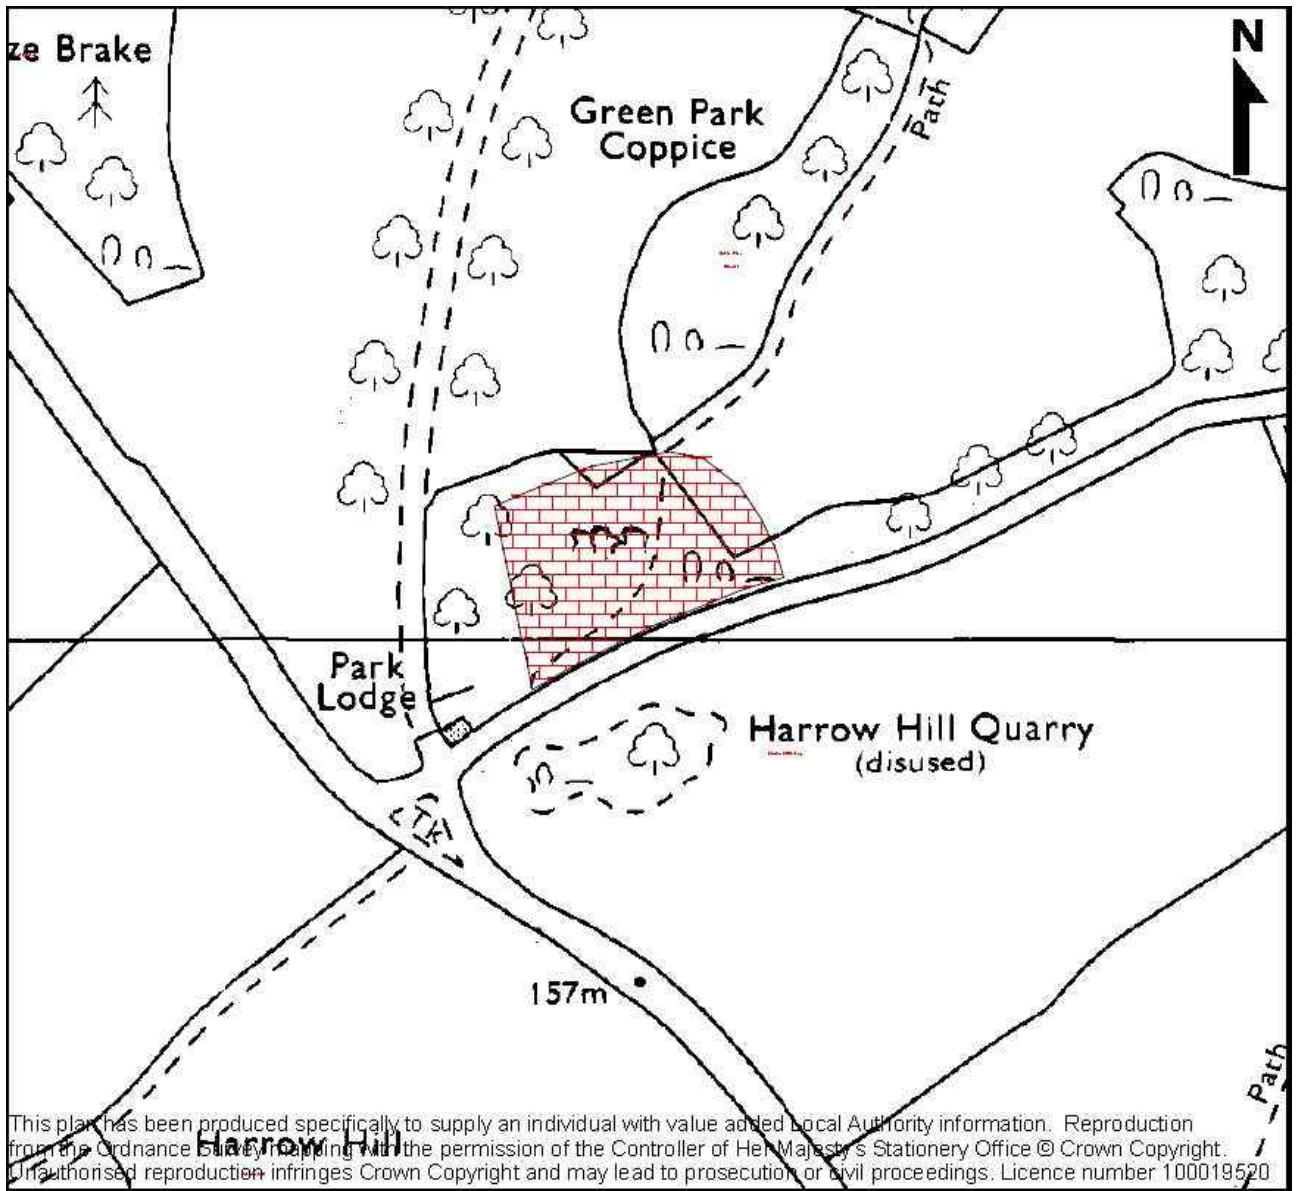 ze Brake
N
Green Park
Coppice
Path
Park
Lodge
Harrow Hill Quarry
(disused)
Tk
157m
Path
Harrow Hill
This plan has been produced specifically to supply an individual with value added Local Authority information. Reproduction
from the Ordnance Survey mapping with the permission of the Controller of Her Majesty's Stationery Office © Crown Copyright.
Unauthorised reproduction infringes Crown Copyright and may lead to prosecution or civil proceedings. Licence number 100019520